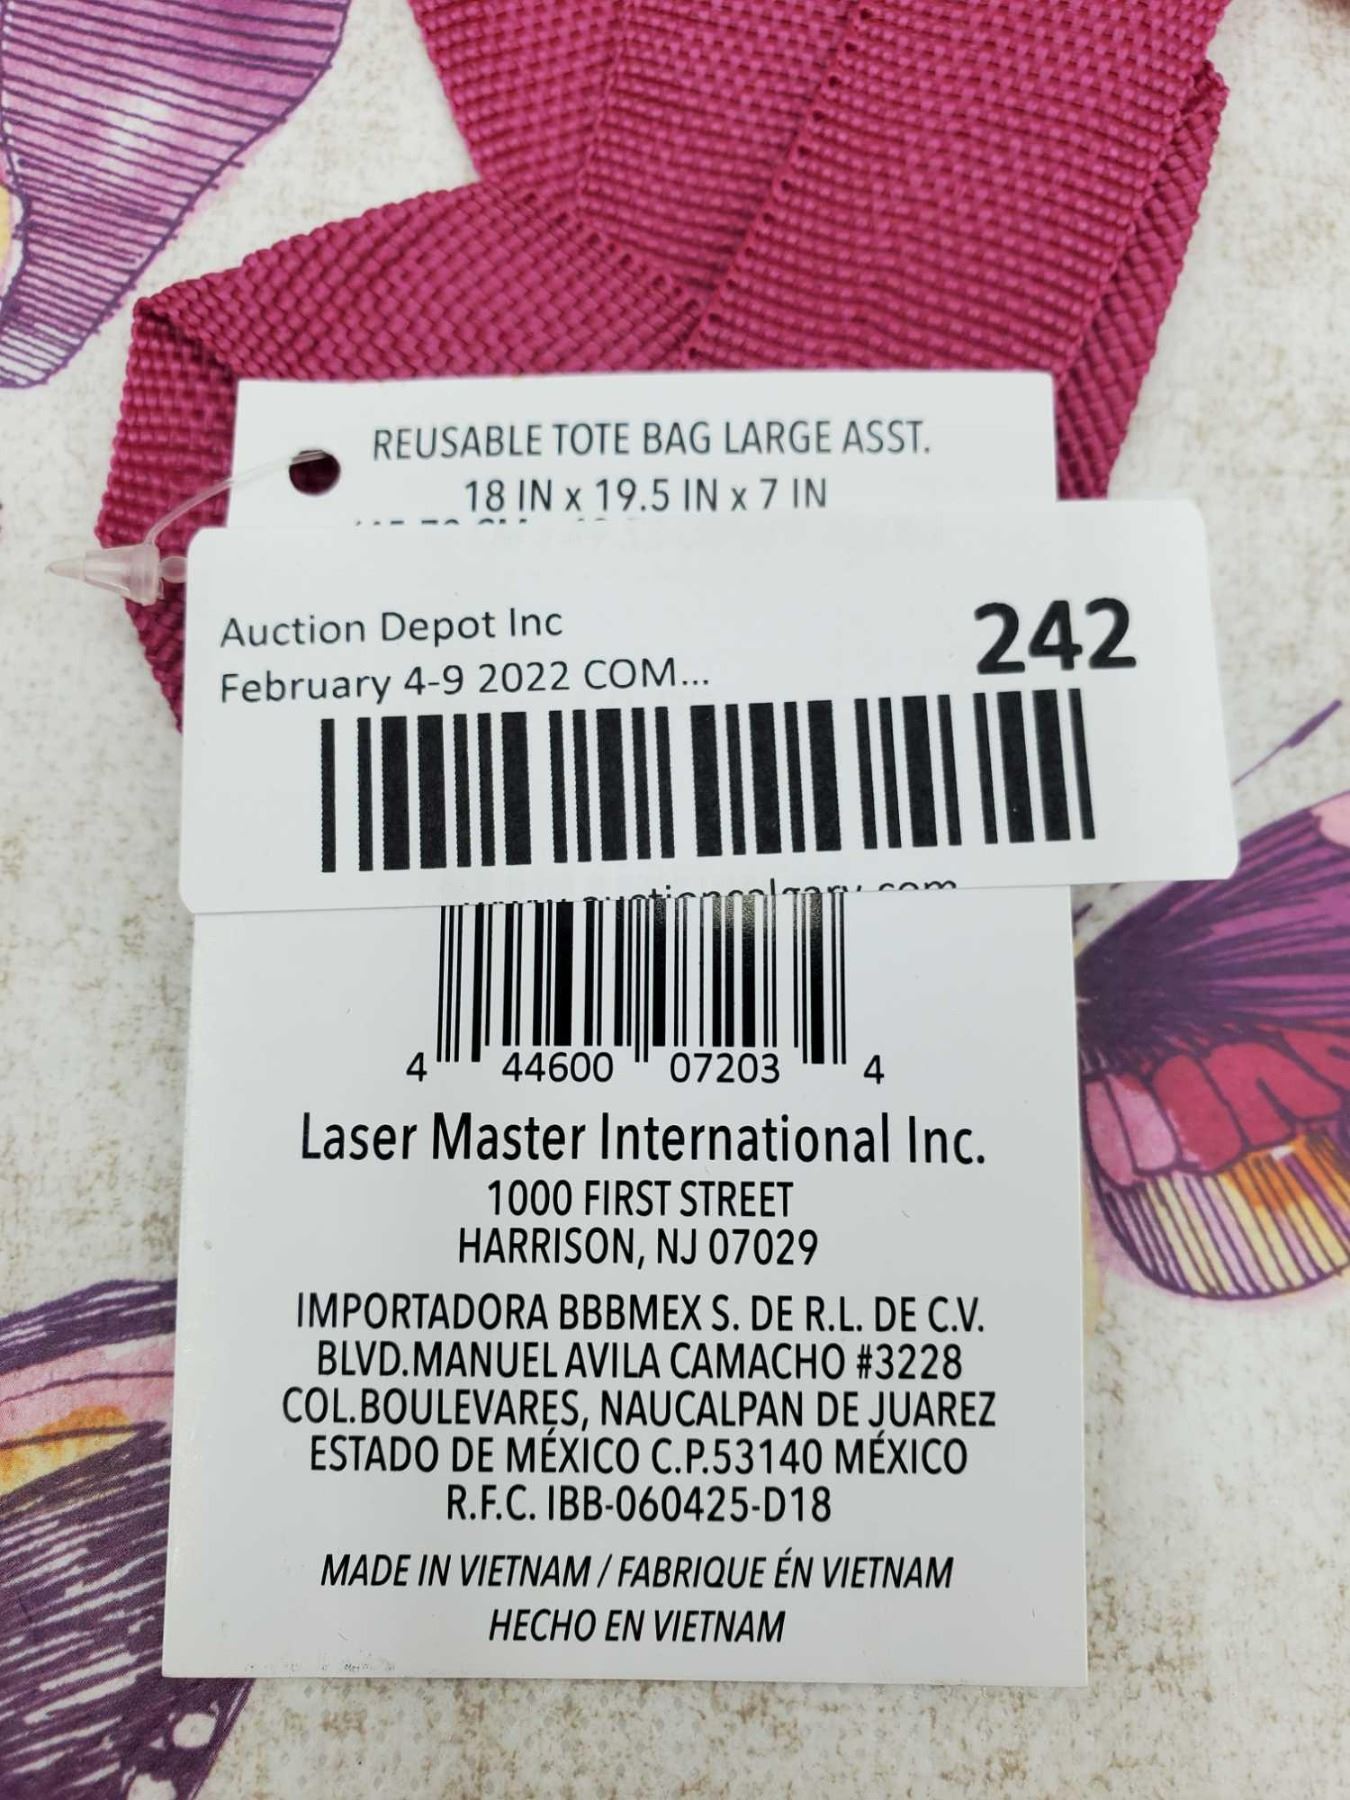 REUSABLE TOTE BAG LARGE ASST.
18 IN x 19.5 IN x 7 IN
Auction Depot Inc
February 4-9 2022 COM...
242
4 44600 07203 4
Laser Master International Inc.
1000 FIRST STREET
HARRISON, NJ 07029
IMPORTADORA BBBMEX S. DE R.L. DE C.V.
BLVD.MANUEL AVILA CAMACHO #3228
COL.BOULEVARES, NAUCALPAN DE JUAREZ
ESTADO DE MÉXICO C.P.53140 MÉXICO
R.F.C. IBB-060425-D18
MADE IN VIETNAM / FABRIQUE ÉN VIETNAM
HECHO EN VIETNAM